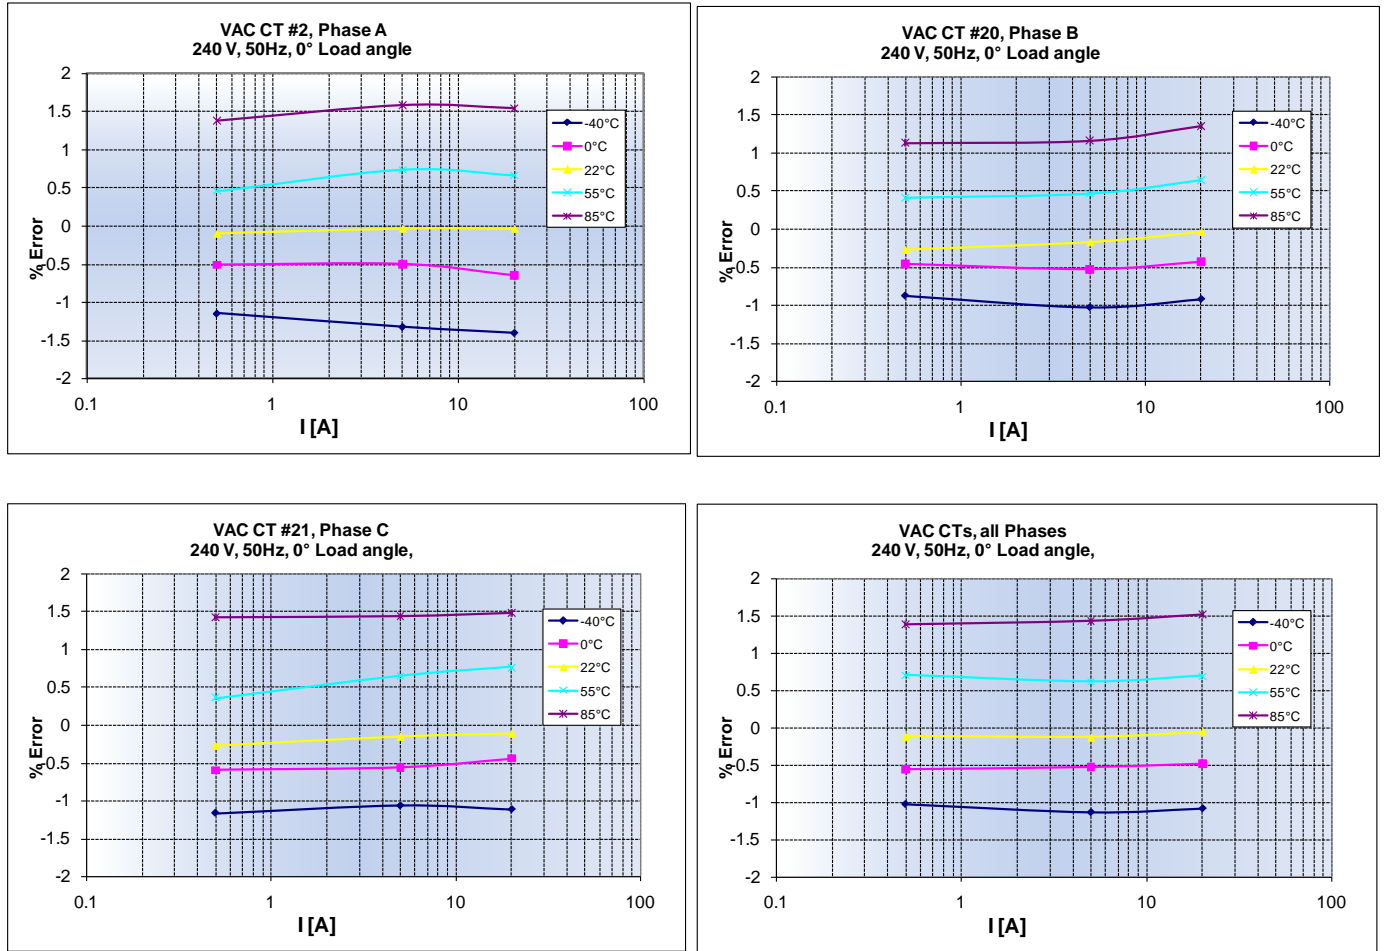 VAC CT #2, Phase A
240 V, 50Hz, 0° Load angle
2
1.5
1
0.5
0
-0.5
-1
-1.5
-2
% Error
0.1
1
10
100
I [A]
-40°C
0°C
22°C
55°C
85°C
VAC CT #20, Phase B
240 V, 50Hz, 0° Load angle
2
1.5
1
0.5
0
-0.5
-1
-1.5
-2
% Error
0.1
1
10
100
I [A]
-40°C
0°C
22°C
55°C
85°C
VAC CT #21, Phase C
240 V, 50Hz, 0° Load angle,
2
1.5
1
0.5
0
-0.5
-1
-1.5
-2
% Error
0.1
1
10
100
I [A]
-40°C
0°C
22°C
55°C
85°C
VAC CTs, all Phases
240 V, 50Hz, 0° Load angle,
2
1.5
1
0.5
0
-0.5
-1
-1.5
-2
% Error
0.1
1
10
100
I [A]
-40°C
0°C
22°C
55°C
85°C